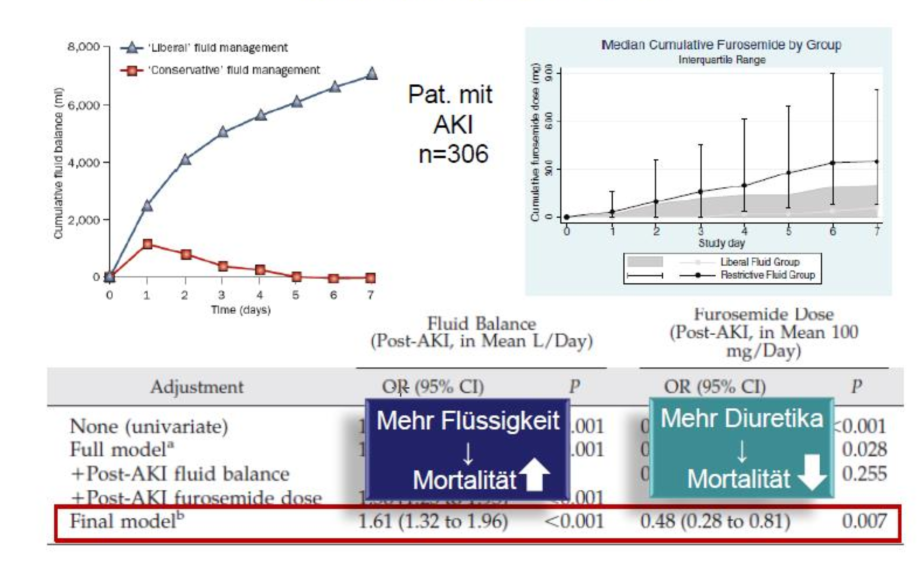 8,000
'Liberal' fluid management
'Conservative' fluid management
6,000
4,000
2,000
0
Cumulative fluid balance (ml)
0 1 2 3 4 5 6 7
Time (days)
Pat. mit
AKI
n=306
Median Cumulative Furosemide by Group
Interquartile Range
Cumulative furosemide dose (mg)
900
600
300
0
0 1 2 3 4 5 6 7
Study day
Liberal Fluid Group
Restrictive Fluid Group
Fluid Balance
(Post-AKI, in Mean L/Day)
Furosemide Dose
(Post-AKI, in Mean 100
mg/Day)
Adjustment OR (95% CI) P OR (95% CI) P
None (univariate) .001 <0.001
Full modelᵃ .001 0.028
+Post-AKI fluid balance 0.255
+Post-AKI furosemide dose <0.001
Final modelᵇ 1.61 (1.32 to 1.96) <0.001 0.48 (0.28 to 0.81) 0.007
Mehr Flüssigkeit
↓
Mortalität
Mehr Diuretika
↓
Mortalität